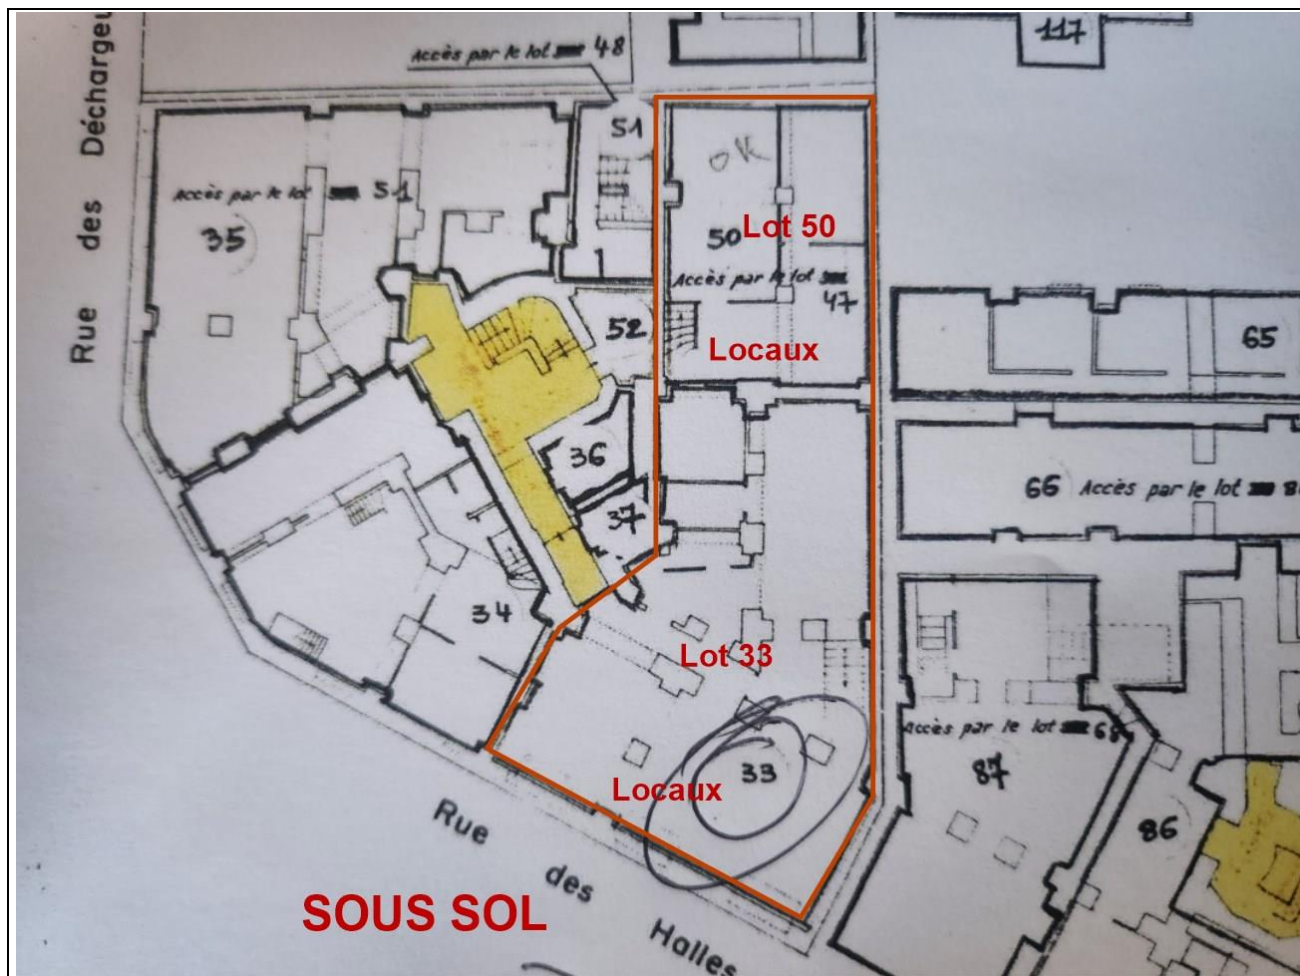 117
Accès par le lot 48
Rue des Déchargeu
51
OK
Accès par le lot 51
35
50
Lot 50
Accès par le lot
47
52
Locaux
65
36
66 Accès par le lot 8
37
34
Lot 33
Accès par le lot 68
33
87
Locaux
86
Rue des Halles
SOUS SOL